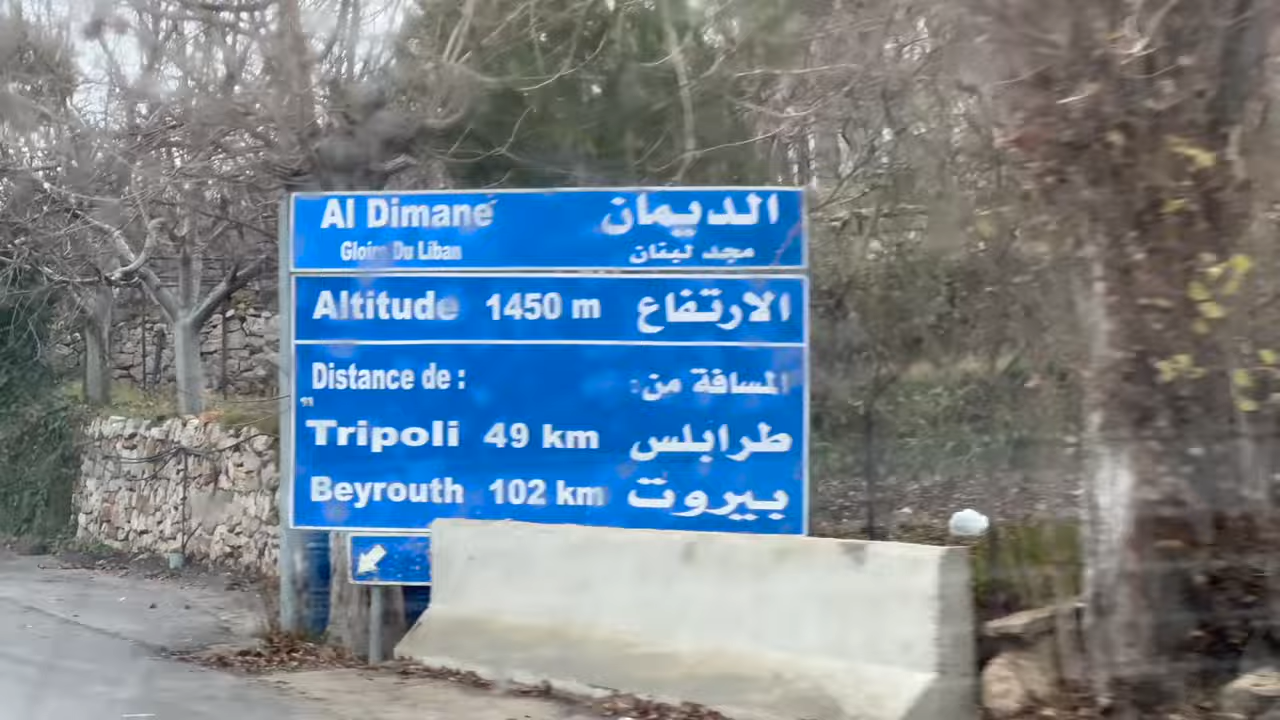 Al Dimane الديمان
Gloire Du Liban مجد لبنان
Altitude 1450 m الارتفاع
Distance de : المسافة من:
Tripoli 49 km طرابلس
Beyrouth 102 km بيروت